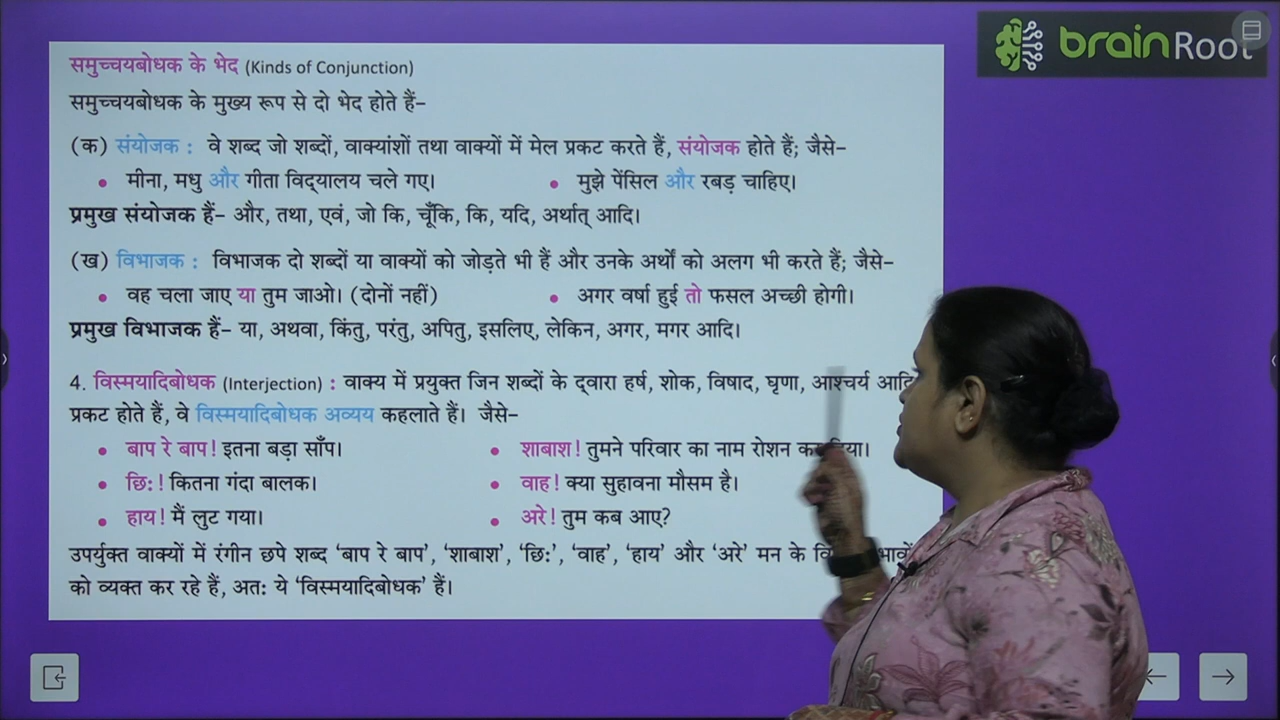 brainRoot
समुच्चयबोधक के भेद (Kinds of Conjunction)
समुच्चयबोधक के मुख्य रूप से दो भेद होते हैं–
(क) संयोजक : वे शब्द जो शब्दों, वाक्यांशों तथा वाक्यों में मेल प्रकट करते हैं, संयोजक होते हैं; जैसे–
• मीना, मधु और गीता विद्यालय चले गए। • मुझे पेंसिल और रबड़ चाहिए।
प्रमुख संयोजक हैं– और, तथा, एवं, जो कि, चूँकि, कि, यदि, अर्थात् आदि।
(ख) विभाजक : विभाजक दो शब्दों या वाक्यों को जोड़ते भी हैं और उनके अर्थों को अलग भी करते हैं; जैसे–
• वह चला जाए या तुम जाओ। (दोनों नहीं) • अगर वर्षा हुई तो फसल अच्छी होगी।
प्रमुख विभाजक हैं– या, अथवा, किंतु, परंतु, अपितु, इसलिए, लेकिन, अगर, मगर आदि।
4. विस्मयादिबोधक (Interjection) : वाक्य में प्रयुक्त जिन शब्दों के द्वारा हर्ष, शोक, विषाद, घृणा, आश्चर्य आदि
प्रकट होते हैं, वे विस्मयादिबोधक अव्यय कहलाते हैं। जैसे–
• बाप रे बाप! इतना बड़ा साँप। • शाबाश! तुमने परिवार का नाम रोशन कर दिया।
• छि:! कितना गंदा बालक। • वाह! क्या सुहावना मौसम है।
• हाय! मैं लुट गया। • अरे! तुम कब आए?
उपर्युक्त वाक्यों में रंगीन छपे शब्द ‘बाप रे बाप’, ‘शाबाश’, ‘छि:’, ‘वाह’, ‘हाय’ और ‘अरे’ मन के
को व्यक्त कर रहे हैं, अत: ये ‘विस्मयादिबोधक’ हैं।